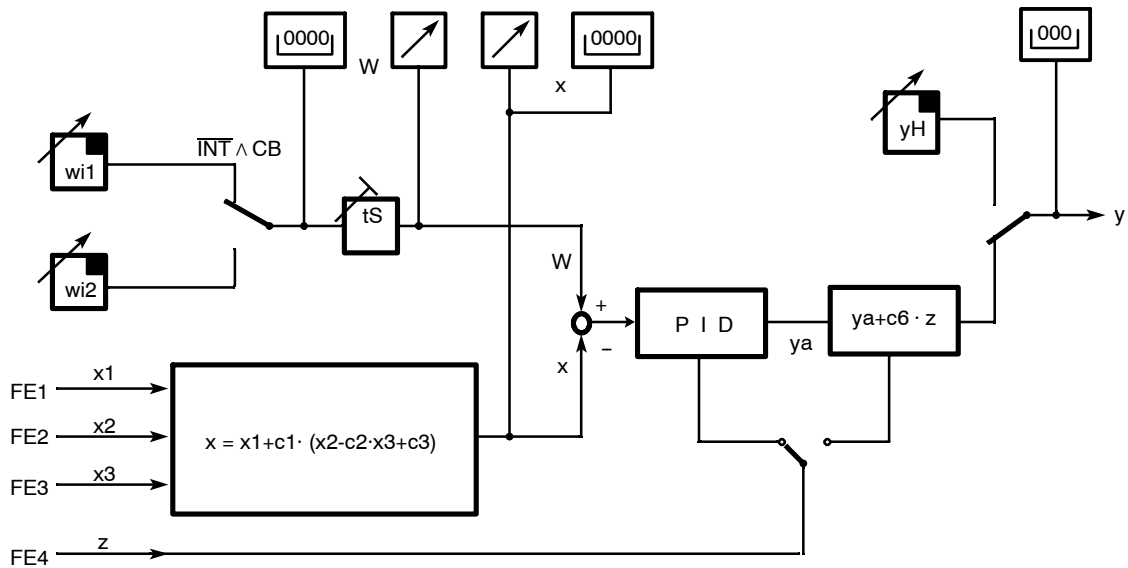 0000
W
x
0000
000
wi1
I̅N̅T̅ ∧ CB
yH
tS
y
wi2
W
+
P I D
ya
ya+c6 · z
−
x
FE1
x1
FE2
x2
x = x1+c1· (x2-c2·x3+c3)
FE3
x3
FE4
z